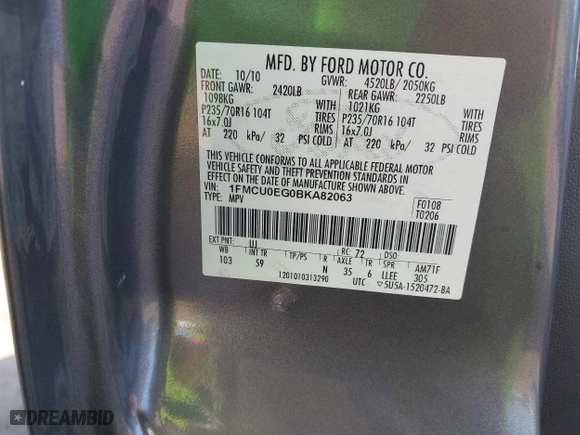 MFD. BY FORD MOTOR CO.
DATE: 10/10 GVWR: 4520LB/ 2050KG
FRONT GAWR: 2420LB REAR GAWR: 2250LB
1098KG 1021KG
P235/70R16 104T TIRES P235/70R16 104T TIRES
16x7.0J RIMS 16x7.0J RIMS
AT 220 kPa/ 32 PSI COLD AT 220 kPa/ 32 PSI COLD
THIS VEHICLE CONFORMS TO ALL APPLICABLE FEDERAL MOTOR
VEHICLE SAFETY AND THEFT PREVENTION STANDARDS IN
EFFECT ON THE DATE OF MANUFACTURE SHOWN ABOVE.
VIN: 1FMCU0EG0BKA82063 F0108
TYPE: MPV T0206
EXT PNT: UJ RC: 72 DSO:
WB INT TR TP/PS R AXLE TR SPR AM71F
103 59 N 35 6 LLEE 305
1201010313290 UTC ▽5U5A-1520472-BA
DREAMBID